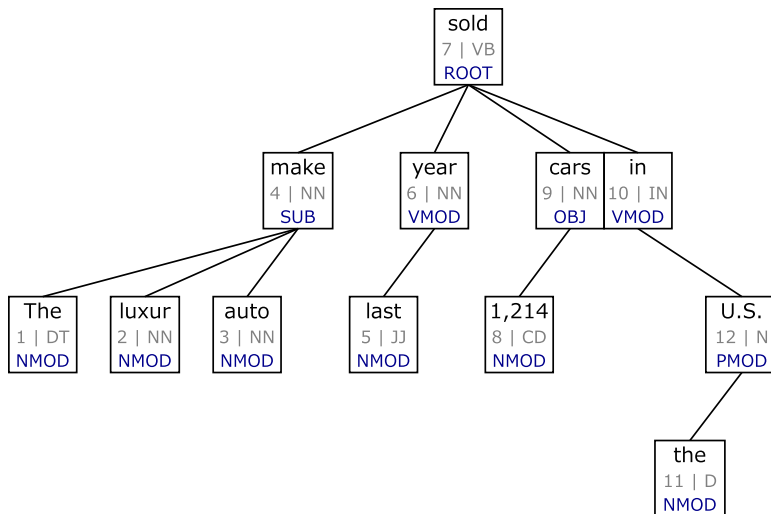 sold
7 | VB
ROOT
make
4 | NN
SUB
year
6 | NN
VMOD
cars
9 | NN
OBJ
in
10 | IN
VMOD
The
1 | DT
NMOD
luxur
2 | NN
NMOD
auto
3 | NN
NMOD
last
5 | JJ
NMOD
1,214
8 | CD
NMOD
U.S.
12 | N
PMOD
the
11 | D
NMOD